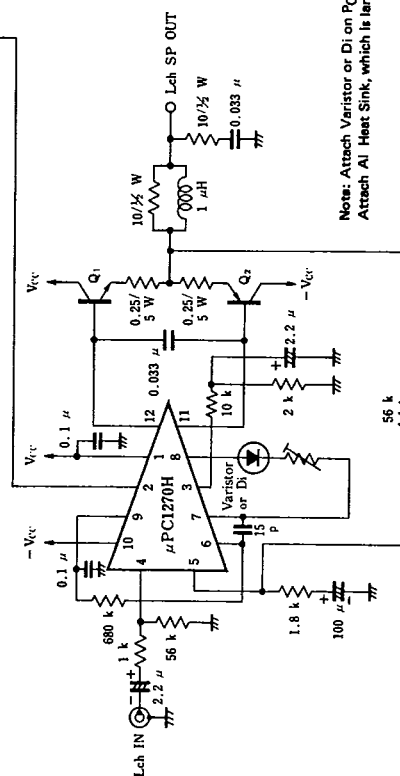 Lch IN
2.2 μ
− +
1 k
56 k
680 k
0.1 μ
− Vcc
Vcc
0.1 μ
μPC1270H
4
10
9
2
1
12
5
6
7
3
8
11
15
p
1.8 k
100 μ
+
−
Varistor
or Di
10 k
2 k
+
2.2 μ
0.033 μ
Vcc
Q1
0.25/
5 W
0.25/
5 W
Q2
− Vcc
10/½ W
1 μH
Lch SP OUT
10/½ W
0.033 μ
56 k
Note: Attach Varistor or Di on
Attach Al Heat Sink, which is